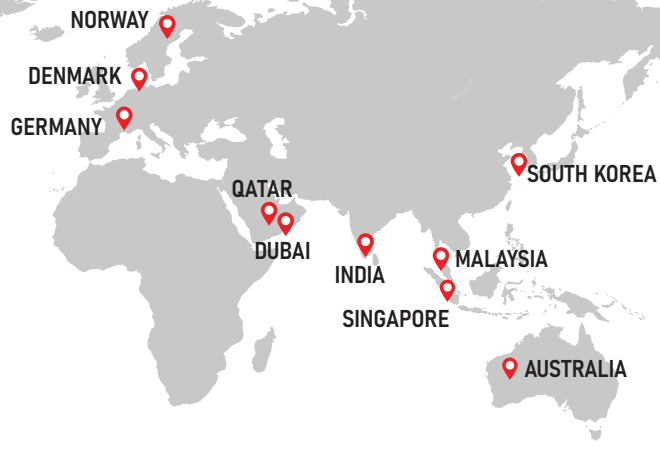 NORWAY
DENMARK
GERMANY
SOUTH KOREA
QATAR
DUBAI
MALAYSIA
INDIA
SINGAPORE
AUSTRALIA